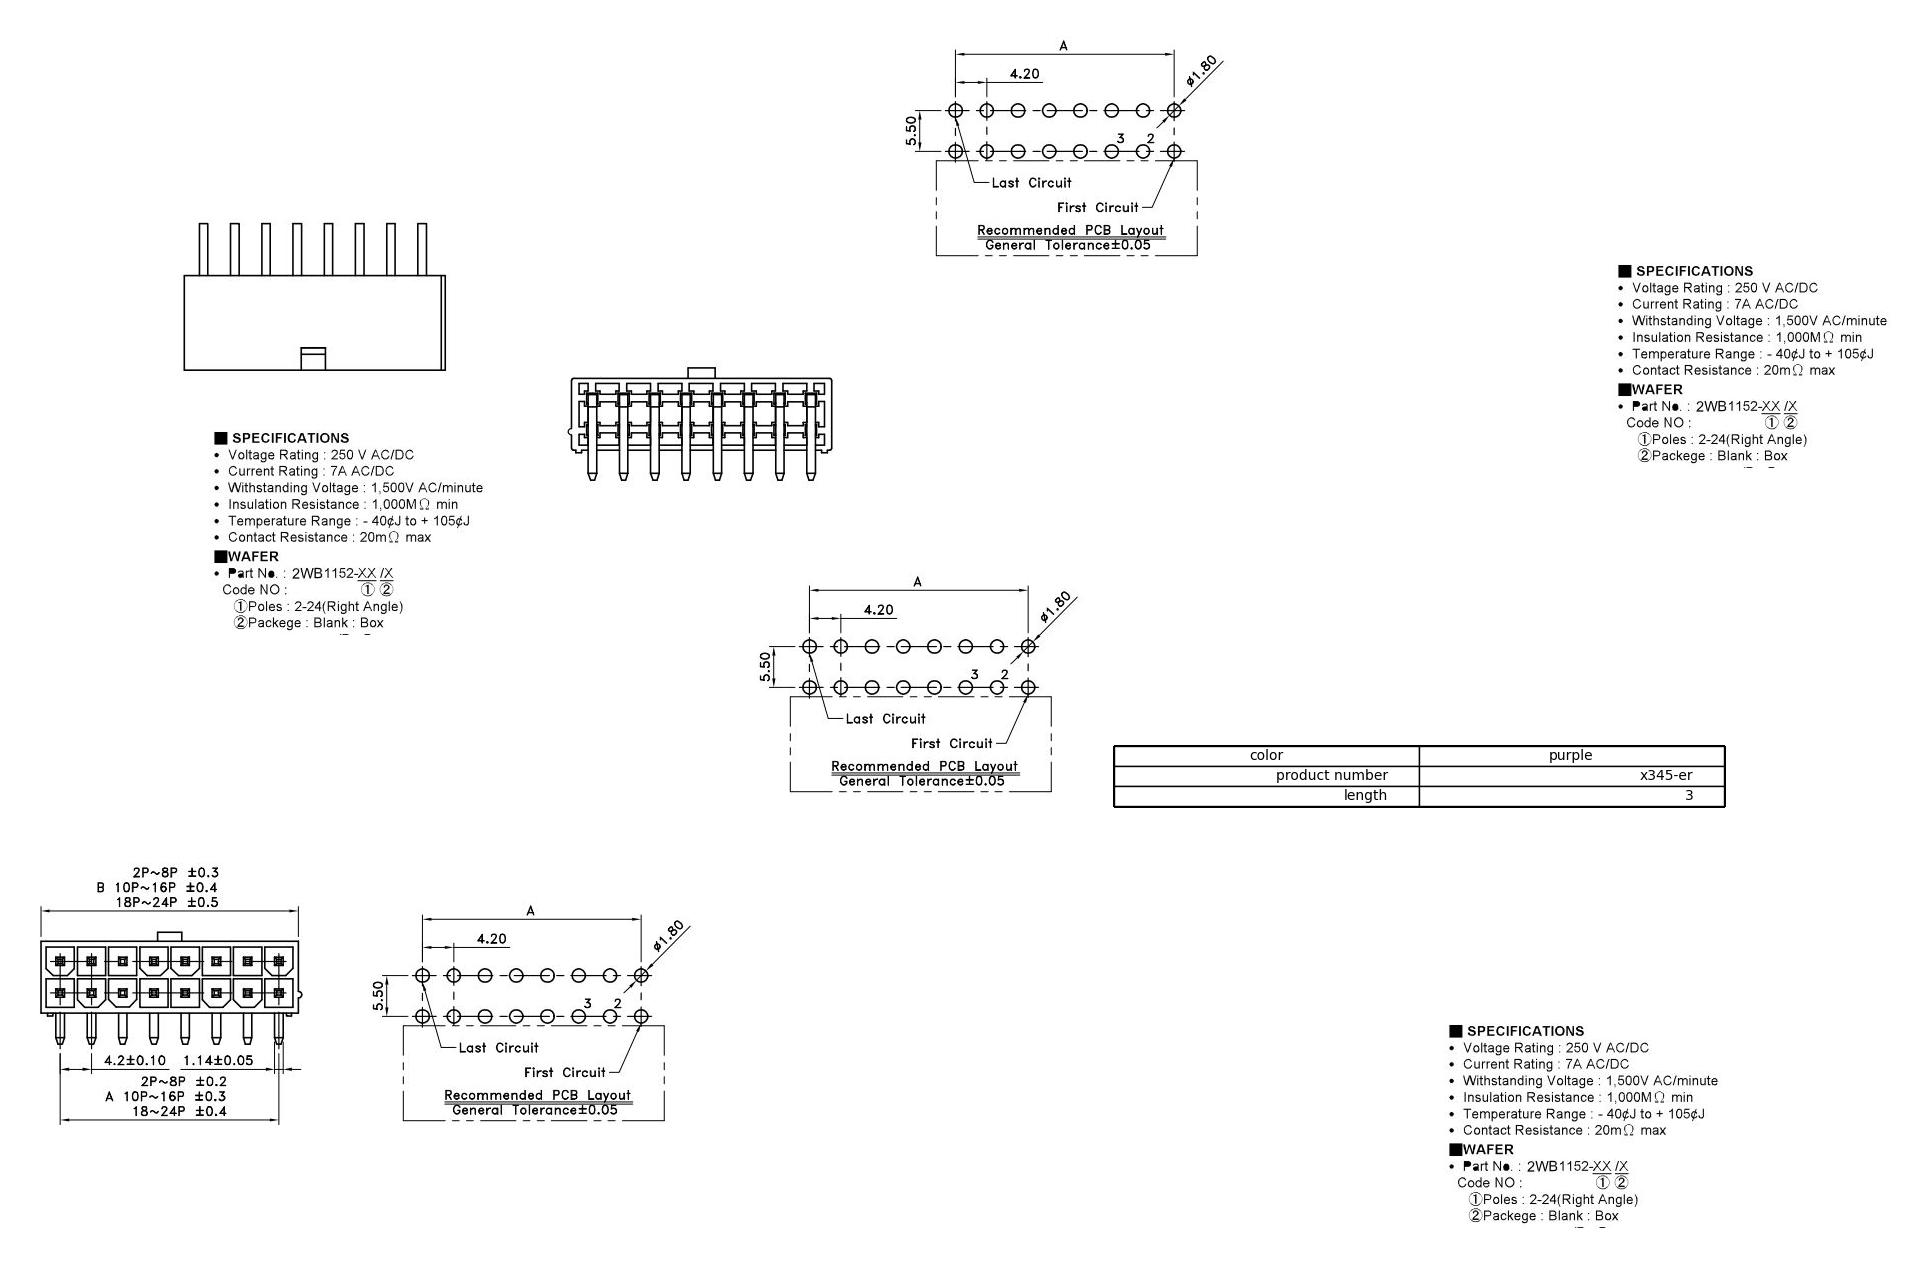 A
4.20
ø1.80
5.50
3 2
Last Circuit
First Circuit
Recommended PCB Layout
General Tolerance±0.05
■ SPECIFICATIONS
• Voltage Rating : 250 V AC/DC
• Current Rating : 7A AC/DC
• Withstanding Voltage : 1,500V AC/minute
• Insulation Resistance : 1,000MΩ min
• Temperature Range : - 40¢J to + 105¢J
• Contact Resistance : 20mΩ max
■WAFER
• Part No. : 2WB1152-XX /X
Code NO : ① ②
①Poles : 2-24(Right Angle)
②Packege : Blank : Box
■ SPECIFICATIONS
• Voltage Rating : 250 V AC/DC
• Current Rating : 7A AC/DC
• Withstanding Voltage : 1,500V AC/minute
• Insulation Resistance : 1,000MΩ min
• Temperature Range : - 40¢J to + 105¢J
• Contact Resistance : 20mΩ max
■WAFER
• Part No. : 2WB1152-XX /X
Code NO : ① ②
①Poles : 2-24(Right Angle)
②Packege : Blank : Box
A
4.20
ø1.80
5.50
3 2
Last Circuit
First Circuit
Recommended PCB Layout
General Tolerance±0.05
color purple
product number x345-er
length 3
2P~8P ±0.3
B 10P~16P ±0.4
18P~24P ±0.5
4.2±0.10 1.14±0.05
2P~8P ±0.2
A 10P~16P ±0.3
18~24P ±0.4
A
4.20
ø1.80
5.50
3 2
Last Circuit
First Circuit
Recommended PCB Layout
General Tolerance±0.05
■ SPECIFICATIONS
• Voltage Rating : 250 V AC/DC
• Current Rating : 7A AC/DC
• Withstanding Voltage : 1,500V AC/minute
• Insulation Resistance : 1,000MΩ min
• Temperature Range : - 40¢J to + 105¢J
• Contact Resistance : 20mΩ max
■WAFER
• Part No. : 2WB1152-XX /X
Code NO : ① ②
①Poles : 2-24(Right Angle)
②Packege : Blank : Box